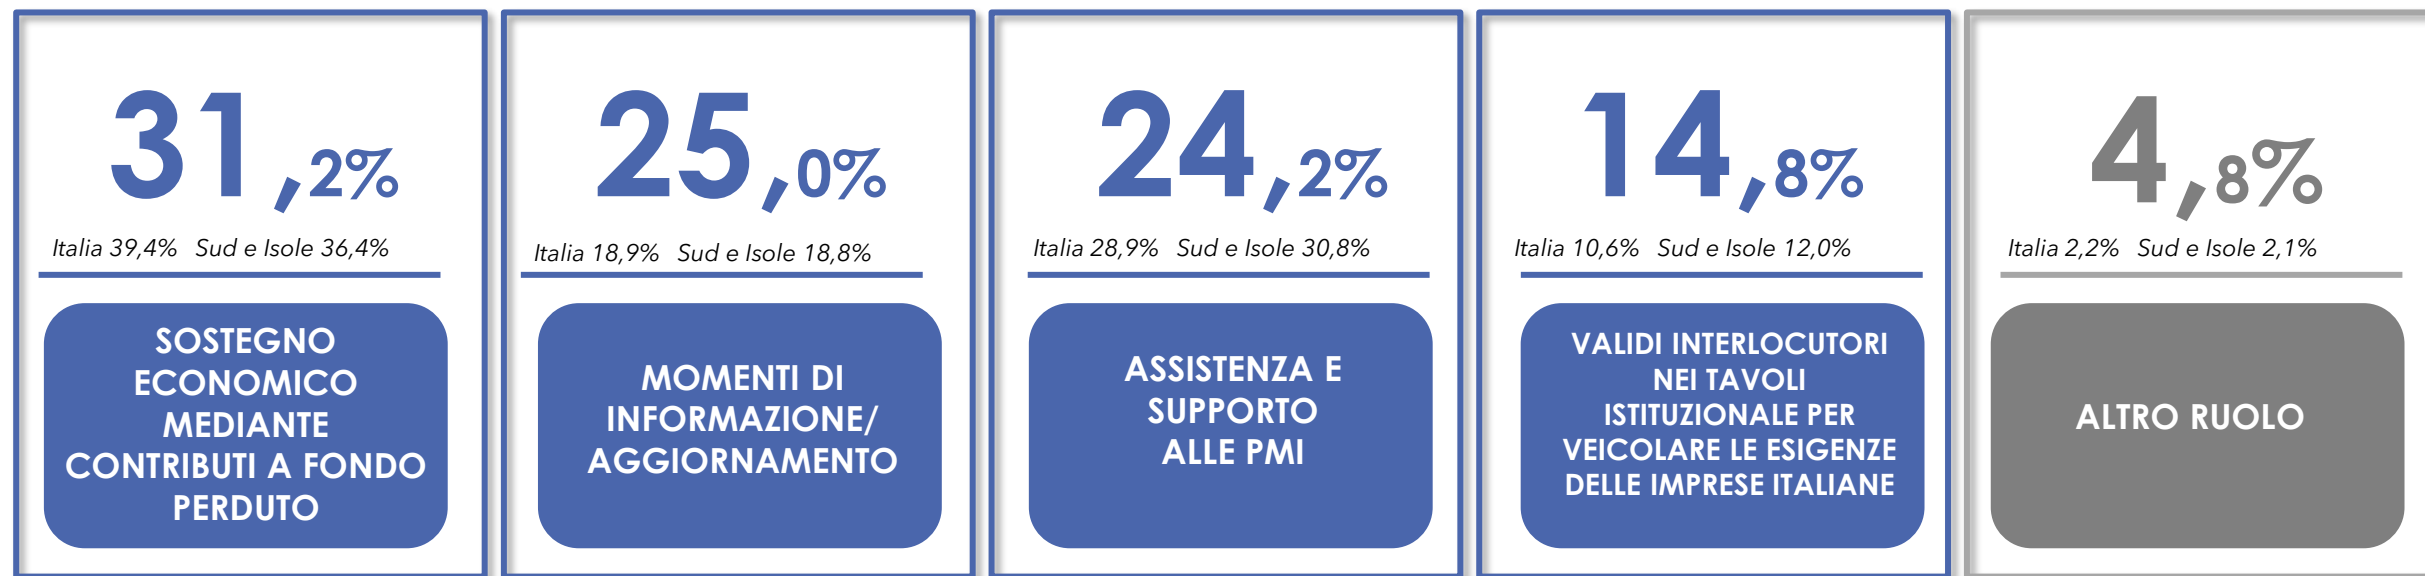 31,2%
Italia 39,4% Sud e Isole 36,4%
SOSTEGNO
ECONOMICO
MEDIANTE
CONTRIBUTI A FONDO
PERDUTO
25,0%
Italia 18,9% Sud e Isole 18,8%
MOMENTI DI
INFORMAZIONE/
AGGIORNAMENTO
24,2%
Italia 28,9% Sud e Isole 30,8%
ASSISTENZA E
SUPPORTO
ALLE PMI
14,8%
Italia 10,6% Sud e Isole 12,0%
VALIDI INTERLOCUTORI
NEI TAVOLI
ISTITUZIONALE PER
VEICOLARE LE ESIGENZE
DELLE IMPRESE ITALIANE
4,8%
Italia 2,2% Sud e Isole 2,1%
ALTRO RUOLO